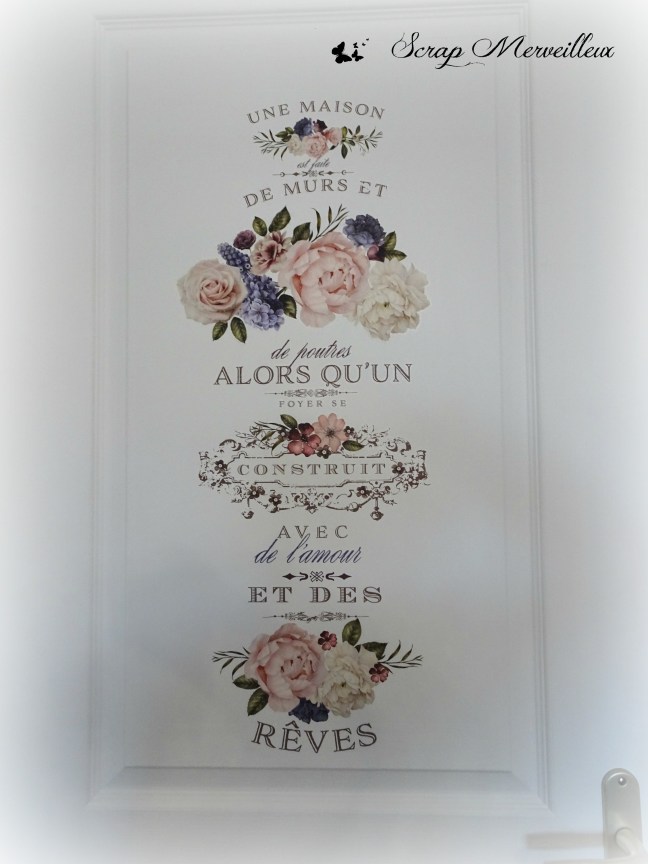 Scrap Merveilleux
UNE MAISON
est faite
DE MURS ET
de poutres
ALORS QU'UN
FOYER SE
CONSTRUIT
AVEC
de l'amour
ET DES
RÊVES